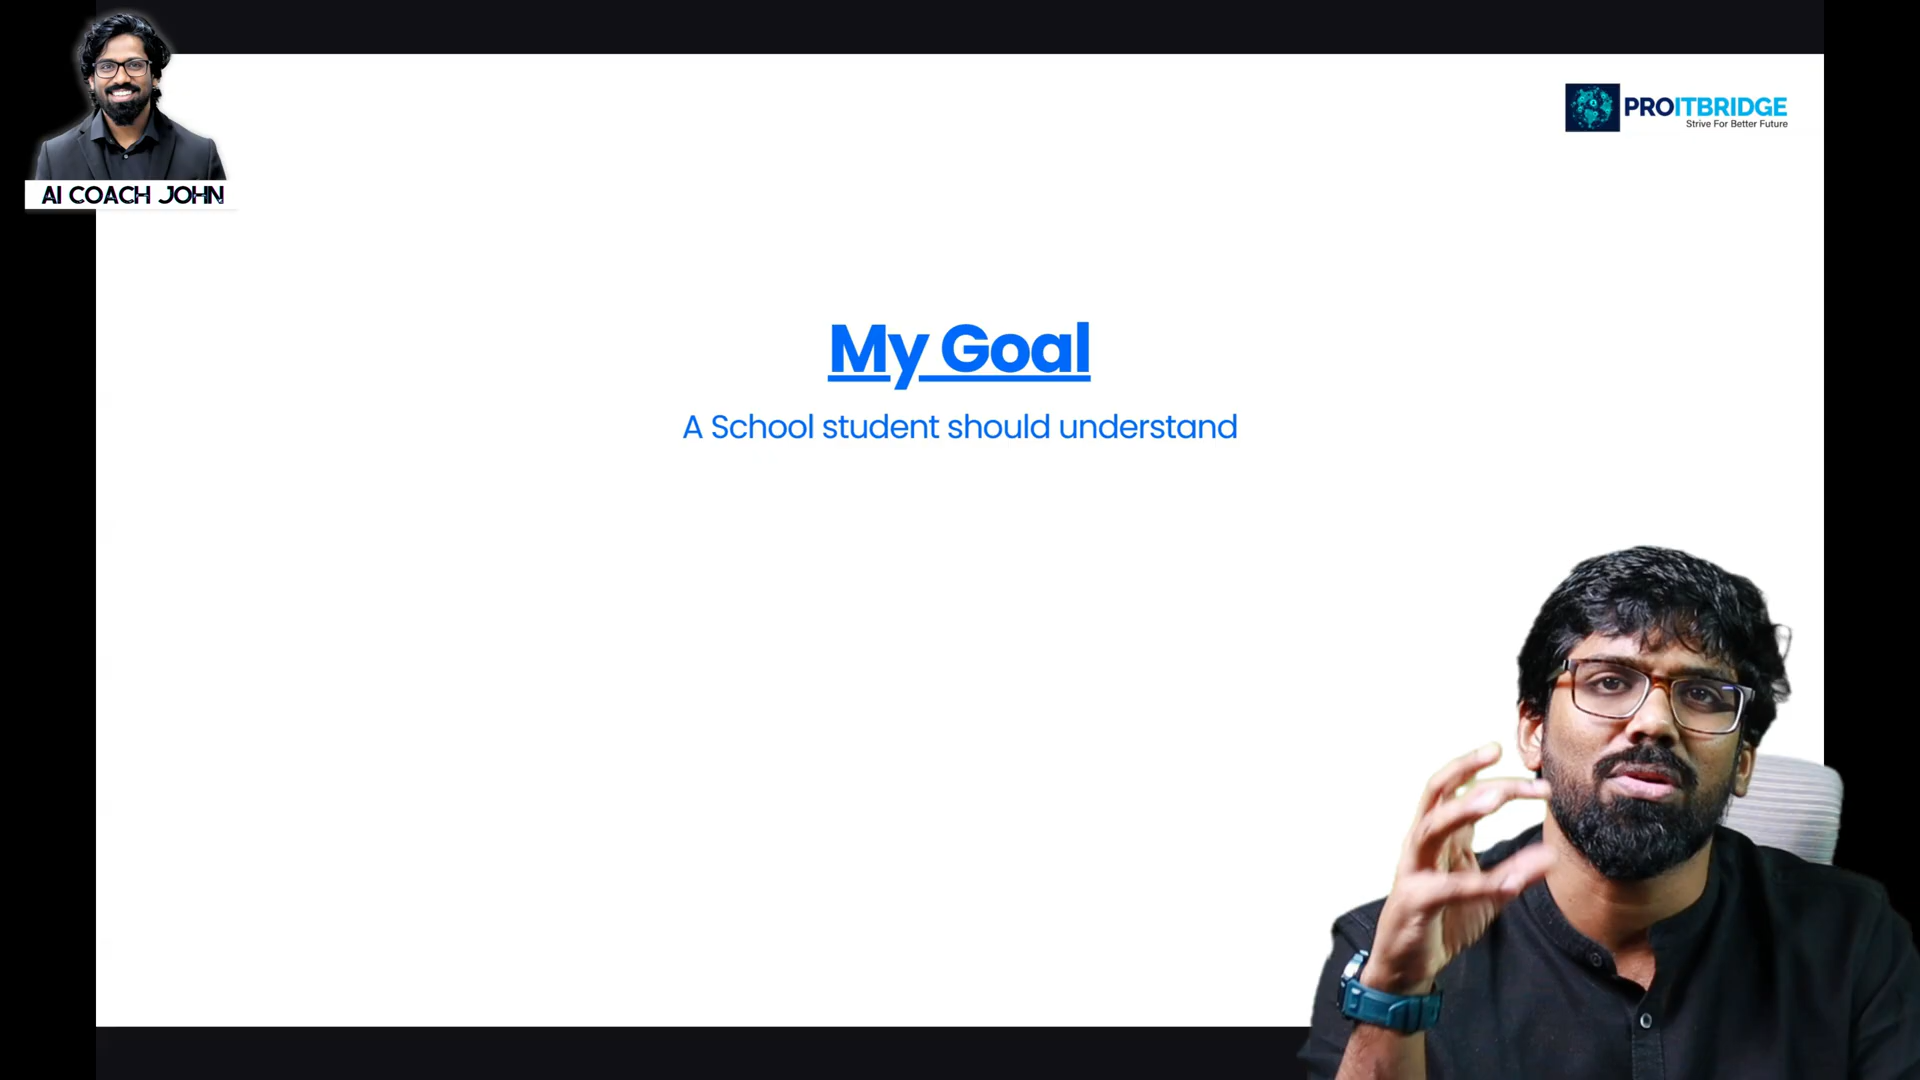 AI COACH JOHN
PROITBRIDGE
Strive For Better Future
My Goal
A School student should understand